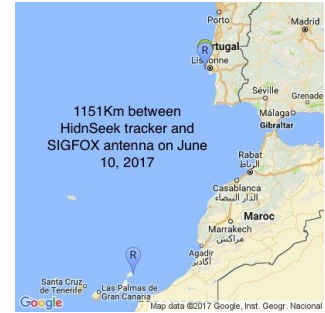 Porto
Madrid
R
rtugal
Lisbonne
Séville
Grenade
1151Km between
HidnSeek tracker and
SIGFOX antenna on June
10, 2017
Málaga
Gibraltar
Rabat
الرباط
Casablanca
الدار البيضاء
Maroc
Marrakech
مراكش
Agadir
أكادير
R
Santa Cruz
de Tenerife
Las Palmas de
Gran Canaria
Google
Map data ©2017 Google, Inst. Geogr. Nacional